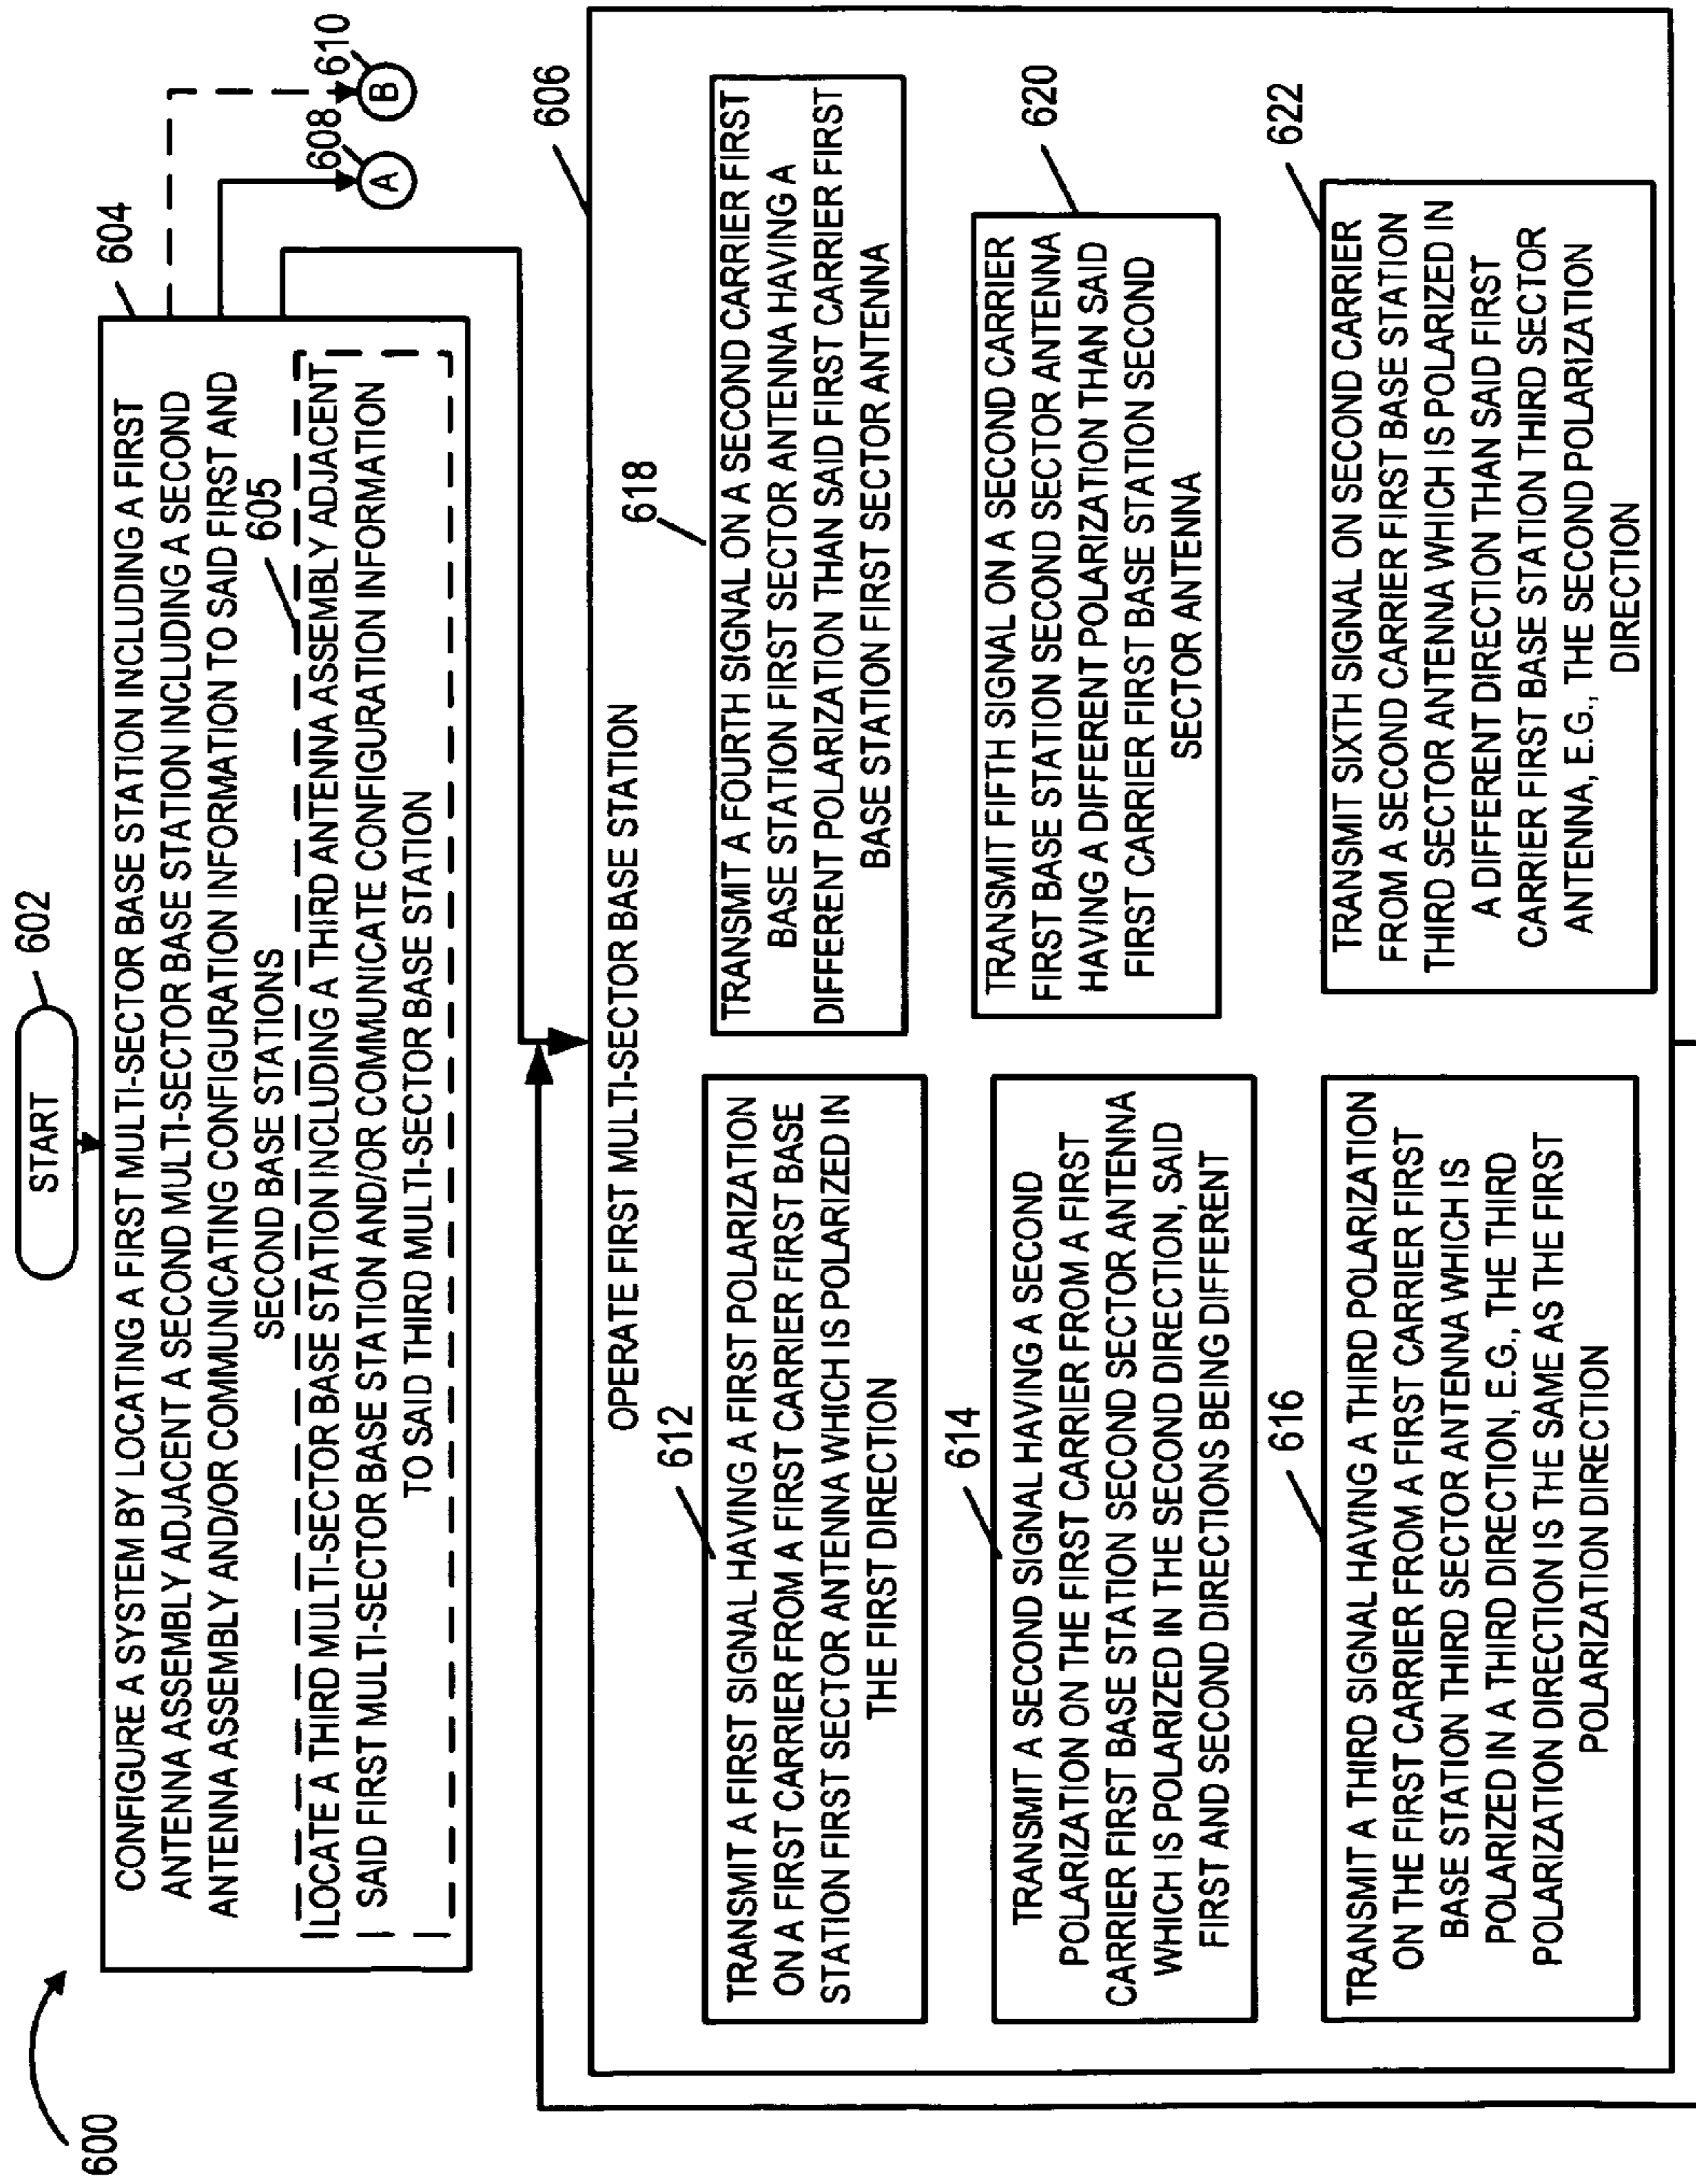 600
START
602
604
CONFIGURE A SYSTEM BY LOCATING A FIRST MULTI-SECTOR BASE STATION INCLUDING A FIRST
ANTENNA ASSEMBLY ADJACENT A SECOND MULTI-SECTOR BASE STATION INCLUDING A SECOND
ANTENNA ASSEMBLY AND/OR COMMUNICATING CONFIGURATION INFORMATION TO SAID FIRST AND
SECOND BASE STATIONS
605
LOCATE A THIRD MULTI-SECTOR BASE STATION INCLUDING A THIRD ANTENNA ASSEMBLY ADJACENT
SAID FIRST MULTI-SECTOR BASE STATION AND/OR COMMUNICATE CONFIGURATION INFORMATION
TO SAID THIRD MULTI-SECTOR BASE STATION
608
A
610
B
606
OPERATE FIRST MULTI-SECTOR BASE STATION
612
TRANSMIT A FIRST SIGNAL HAVING A FIRST POLARIZATION
ON A FIRST CARRIER FROM A FIRST CARRIER FIRST BASE
STATION FIRST SECTOR ANTENNA WHICH IS POLARIZED IN
THE FIRST DIRECTION
614
TRANSMIT A SECOND SIGNAL HAVING A SECOND
POLARIZATION ON THE FIRST CARRIER FROM A FIRST
CARRIER FIRST BASE STATION SECOND SECTOR ANTENNA
WHICH IS POLARIZED IN THE SECOND DIRECTION, SAID
FIRST AND SECOND DIRECTIONS BEING DIFFERENT
616
TRANSMIT A THIRD SIGNAL HAVING A THIRD POLARIZATION
ON THE FIRST CARRIER FROM A FIRST CARRIER FIRST
BASE STATION THIRD SECTOR ANTENNA WHICH IS
POLARIZED IN A THIRD DIRECTION, E.G., THE THIRD
POLARIZATION DIRECTION IS THE SAME AS THE FIRST
POLARIZATION DIRECTION
618
TRANSMIT A FOURTH SIGNAL ON A SECOND CARRIER FIRST
BASE STATION FIRST SECTOR ANTENNA HAVING A
DIFFERENT POLARIZATION THAN SAID FIRST CARRIER FIRST
BASE STATION FIRST SECTOR ANTENNA
620
TRANSMIT FIFTH SIGNAL ON A SECOND CARRIER
FIRST BASE STATION SECOND SECTOR ANTENNA
HAVING A DIFFERENT POLARIZATION THAN SAID
FIRST CARRIER FIRST BASE STATION SECOND
SECTOR ANTENNA
622
TRANSMIT SIXTH SIGNAL ON SECOND CARRIER
FROM A SECOND CARRIER FIRST BASE STATION
THIRD SECTOR ANTENNA WHICH IS POLARIZED IN
A DIFFERENT DIRECTION THAN SAID FIRST
CARRIER FIRST BASE STATION THIRD SECTOR
ANTENNA, E.G., THE SECOND POLARIZATION
DIRECTION